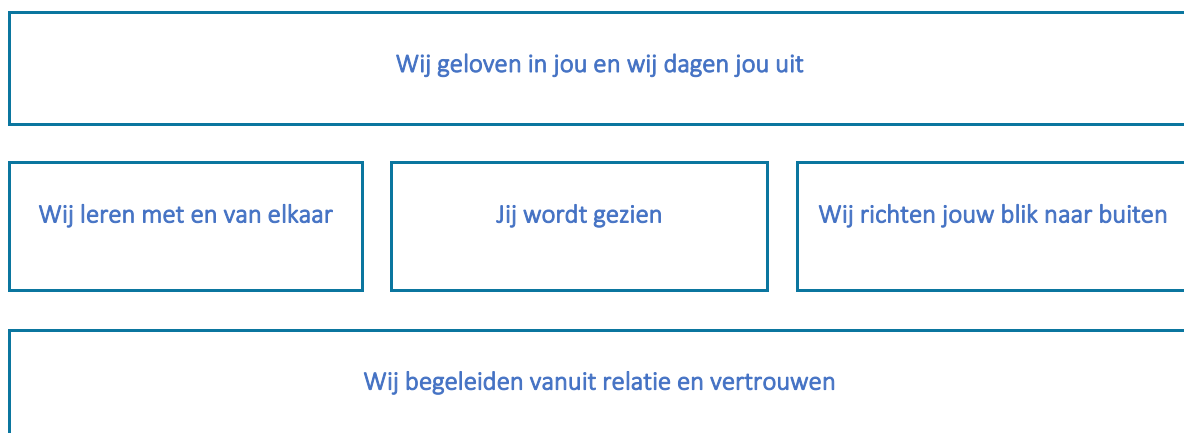 Wij geloven in jou en wij dagen jou uit
Wij leren met en van elkaar
Jij wordt gezien
Wij richten jouw blik naar buiten
Wij begeleiden vanuit relatie en vertrouwen